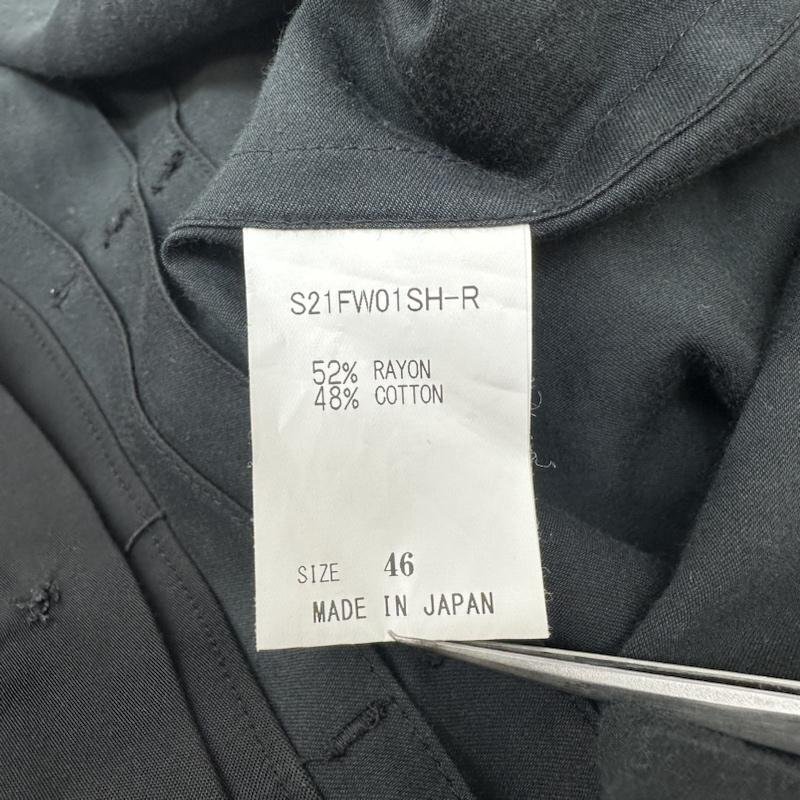 S21FW01SH-R
52% RAYON
48% COTTON
SIZE 46
MADE IN JAPAN